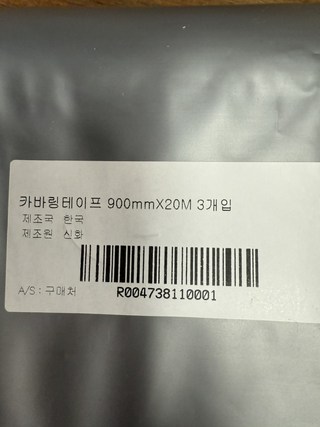 카바링테이프 900mmX20M 3개입
제조국 한국
제조원 신화
A/S : 구매처
R004738110001